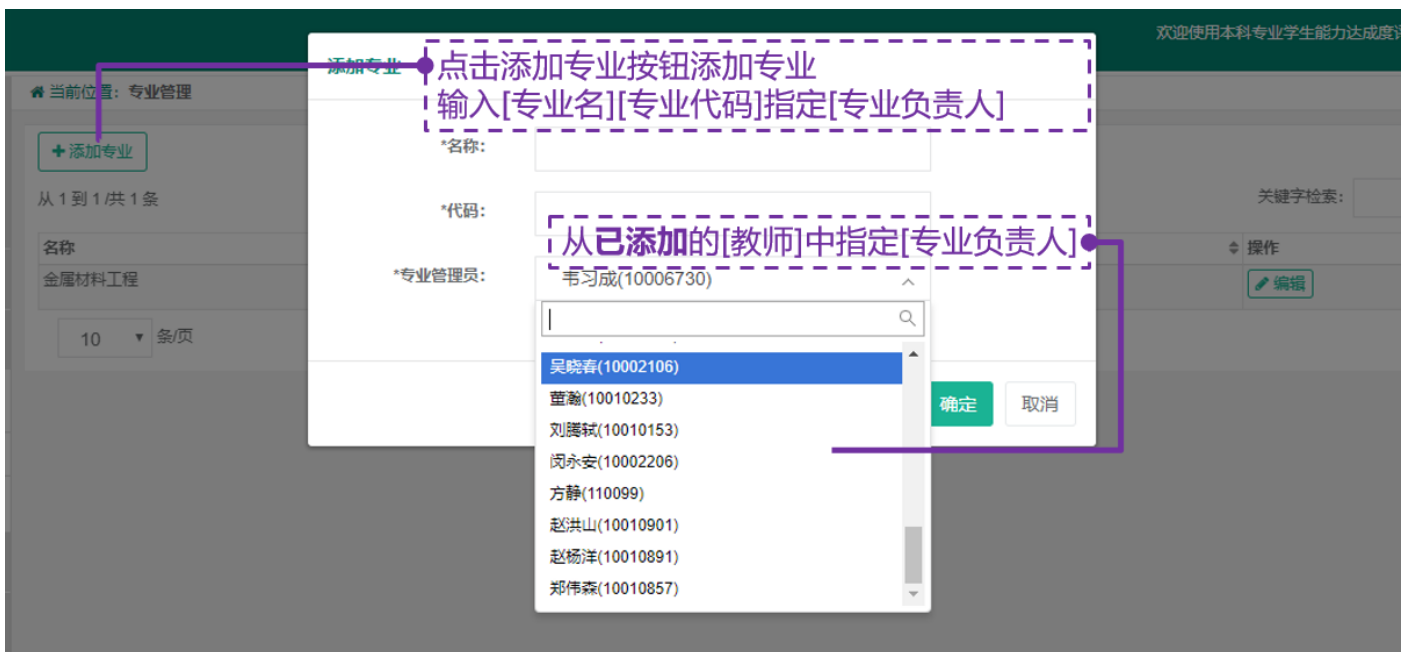 欢迎使用本科专业学生能力达成度
添加专业
点击添加专业按钮添加专业
输入[专业名][专业代码]指定[专业负责人]
当前位置：专业管理
添加专业
*名称：
从 1 到 1 /共 1 条
关键字检索：
*代码：
从已添加的[教师]中指定[专业负责人]
名称
操作
金属材料工程
*专业管理员：
韦习成(10006730)
编辑
10 条/页
吴晓春(10002106)
董瀚(10010233)
确定
取消
刘腾轼(10010153)
闵永安(10002206)
方静(110099)
赵洪山(10010901)
赵杨洋(10010891)
郑伟森(10010857)